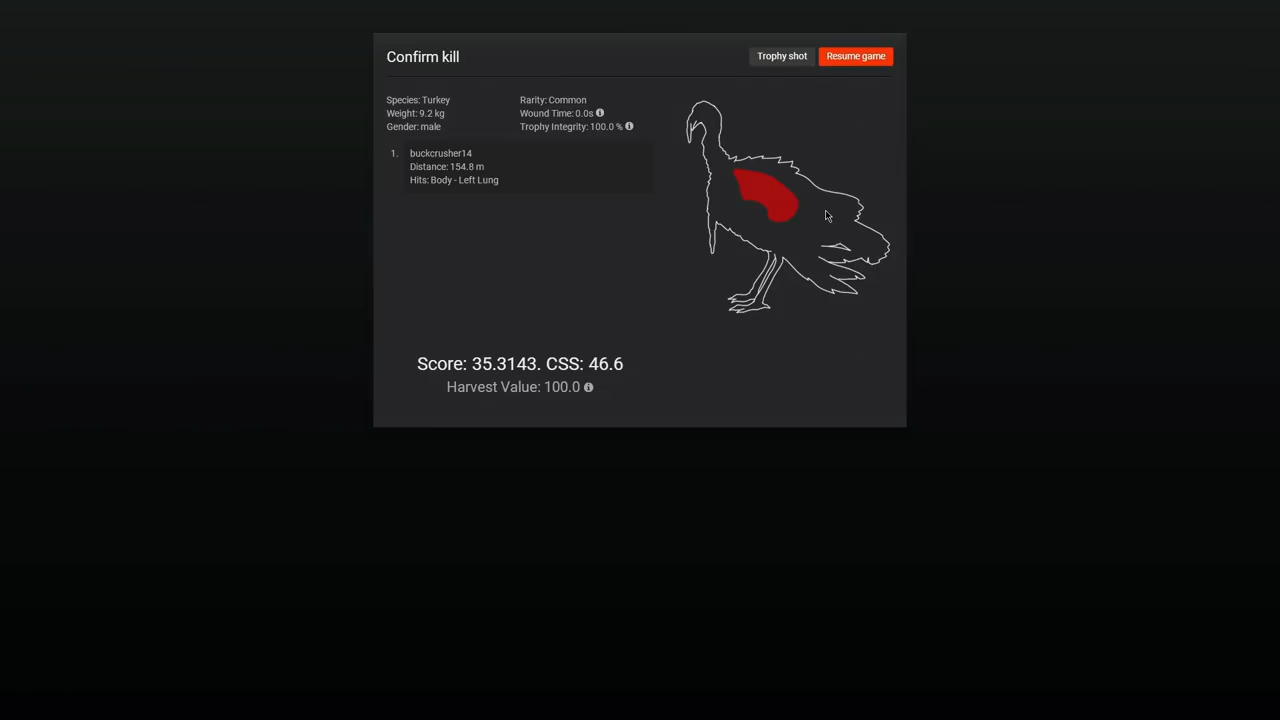 Confirm kill
Trophy shot
Resume game
Species: Turkey
Weight: 9.2 kg
Gender: male
Rarity: Common
Wound Time: 0.0s
Trophy Integrity: 100.0 %
1. buckcrusher14
Distance: 154.8 m
Hits: Body - Left Lung
Score: 35.3143. CSS: 46.6
Harvest Value: 100.0